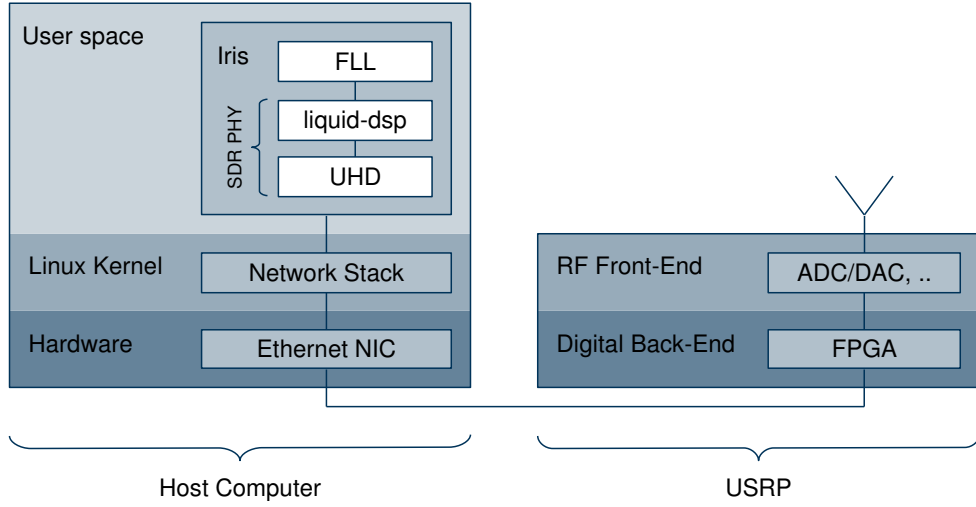 User space
Iris
FLL
SDR PHY
liquid-dsp
UHD
Linux Kernel
Network Stack
Hardware
Ethernet NIC
RF Front-End
ADC/DAC, ..
Digital Back-End
FPGA
Host Computer
USRP